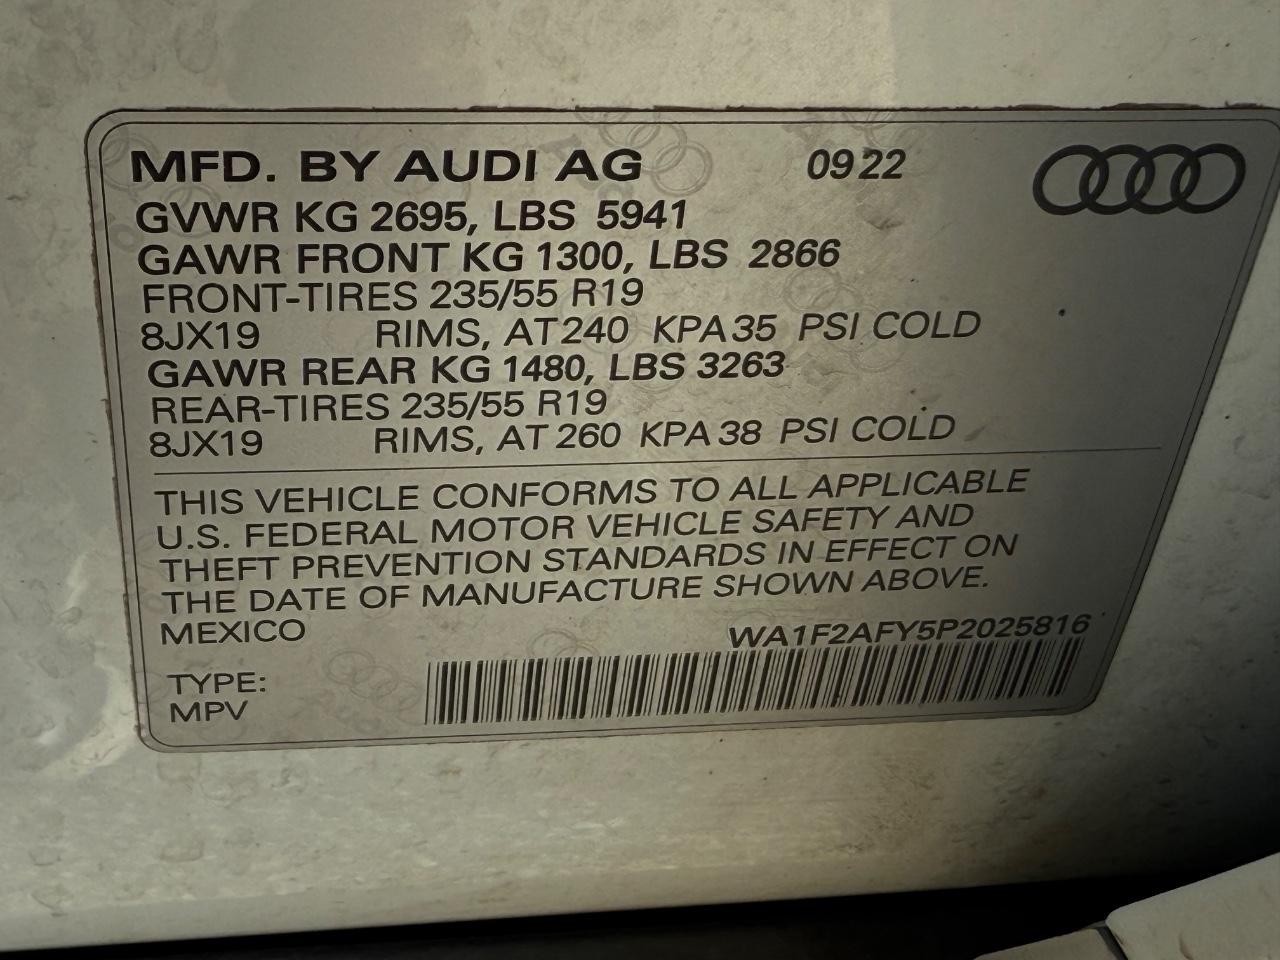 MFD. BY AUDI AG 09 22
GVWR KG 2695, LBS 5941
GAWR FRONT KG 1300, LBS 2866
FRONT-TIRES 235/55 R19
8JX19 RIMS, AT 240 KPA 35 PSI COLD
GAWR REAR KG 1480, LBS 3263
REAR-TIRES 235/55 R19
8JX19 RIMS, AT 260 KPA 38 PSI COLD
THIS VEHICLE CONFORMS TO ALL APPLICABLE
U.S. FEDERAL MOTOR VEHICLE SAFETY AND
THEFT PREVENTION STANDARDS IN EFFECT ON
THE DATE OF MANUFACTURE SHOWN ABOVE.
MEXICO WA1F2AFY5P2025816
TYPE:
MPV